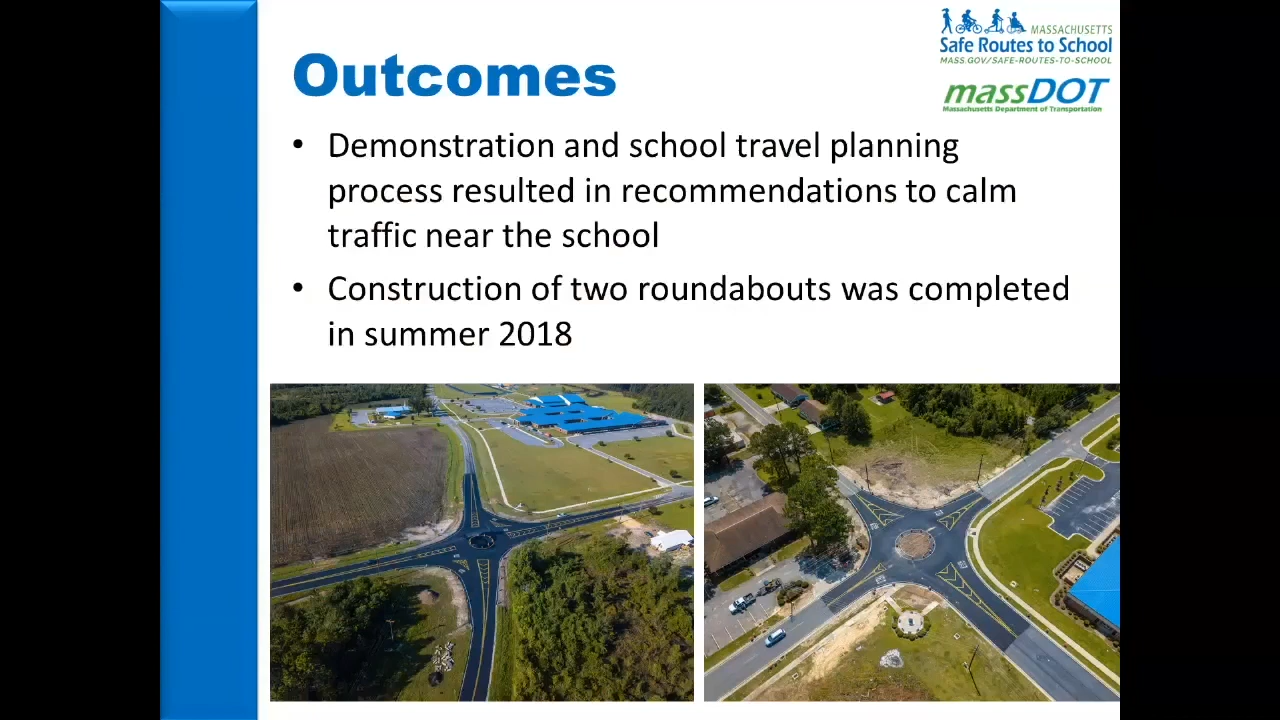 MASSACHUSETTS
Safe Routes to School
MASS.GOV/SAFE-ROUTES-TO-SCHOOL
massDOT
Massachusetts Department of Transportation
Outcomes
• Demonstration and school travel planning
process resulted in recommendations to calm
traffic near the school
• Construction of two roundabouts was completed
in summer 2018